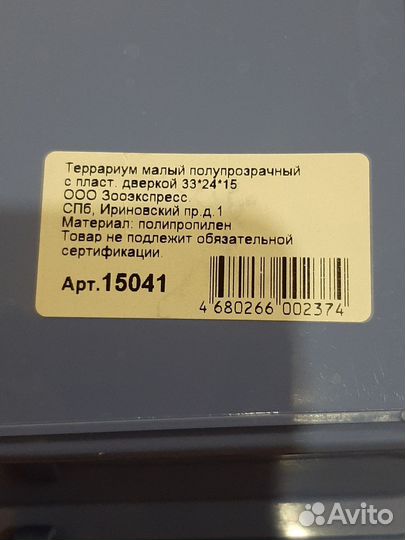 Террариум малый полупрозрачный
с пласт. дверкой 33*24*15
ООО Зооэкспресс
СПб, Ириновский пр.д.1
Материал: полипропилен
Товар не подлежит обязательной
сертификации.
Арт.15041
4 680266 002374
Avito